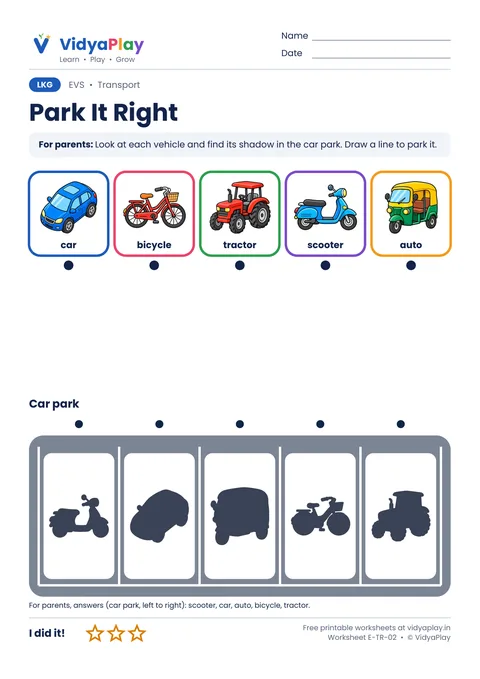 VidyaPlay
Learn • Play • Grow
Name
Date
LKG EVS • Transport
Park It Right
For parents: Look at each vehicle and find its shadow in the car park. Draw a line to park it.
car bicycle tractor scooter auto
Car park
For parents, answers (car park, left to right): scooter, car, auto, bicycle, tractor.
I did it!
Free printable worksheets at vidyaplay.in
Worksheet E-TR-02 • © VidyaPlay